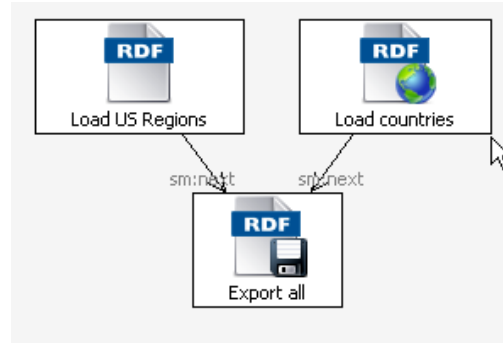 RDF
Load US Regions
RDF
Load countries
sm:next
sm:next
RDF
Export all